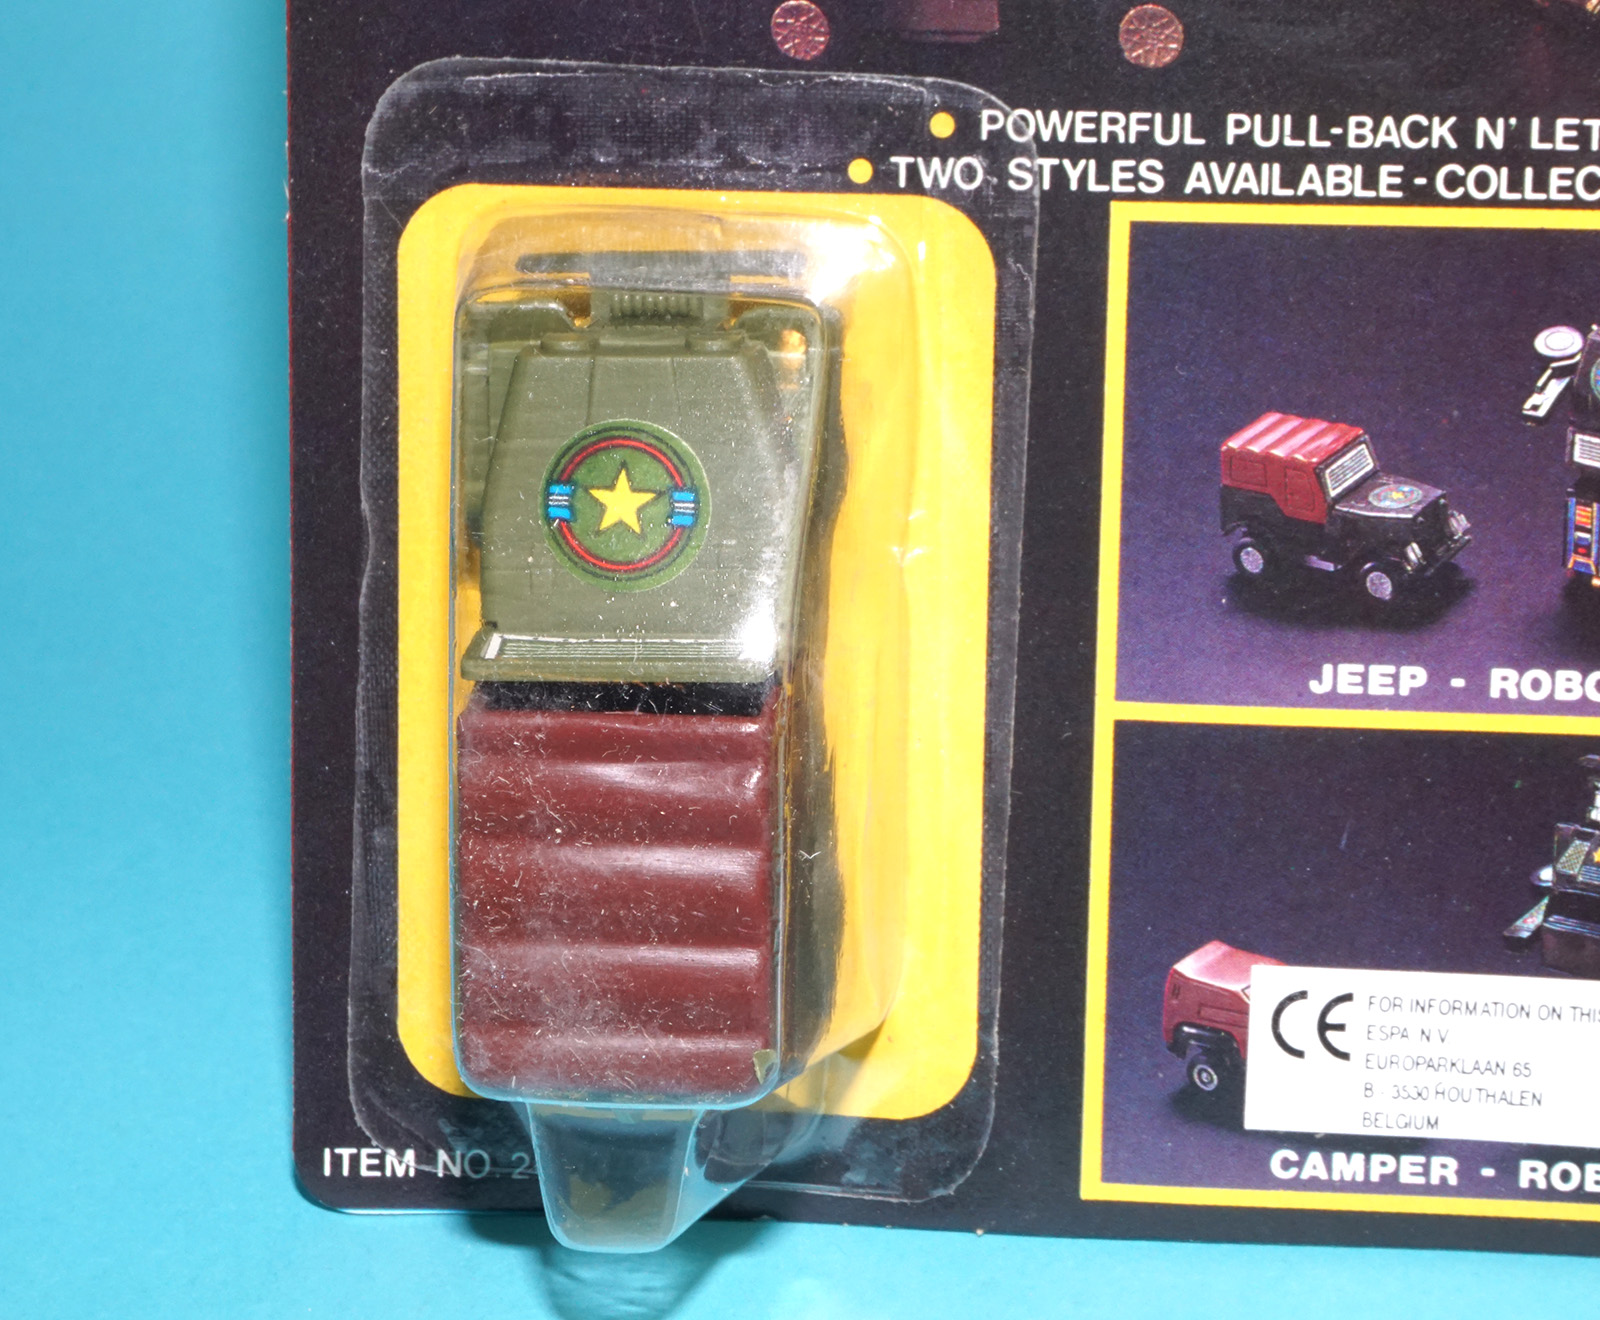 POWERFUL PULL-BACK N' LET
TWO STYLES AVAILABLE - COLLEC
JEEP - ROBO
CE FOR INFORMATION ON THIS
ESPA N V
EUROPARKLAAN 65
B - 3530 HOUTHALEN
BELGIUM
CAMPER - ROB
ITEM NO. 2